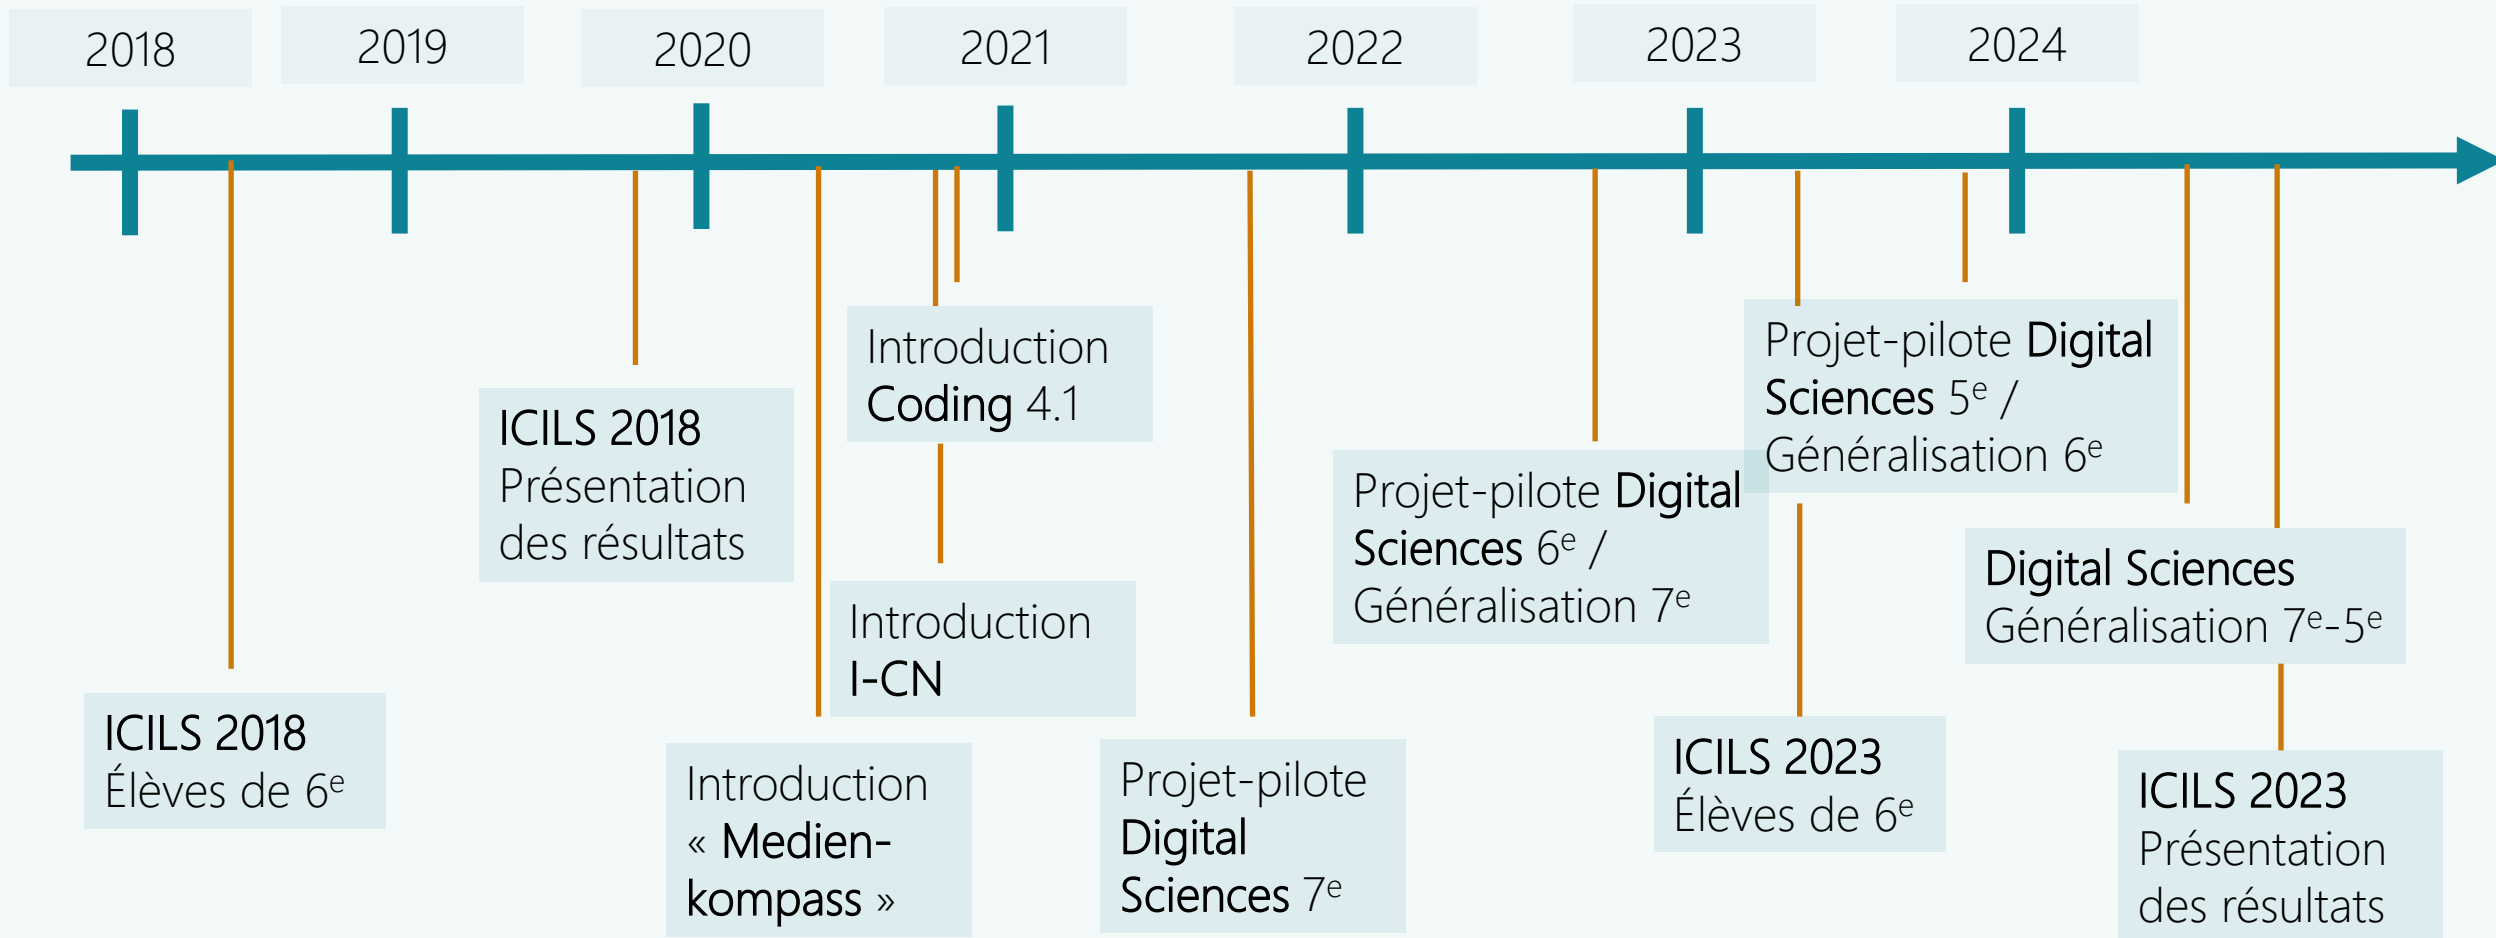 2018
2019
2020
2021
2022
2023
2024
ICILS 2018
Élèves de 6e
ICILS 2018
Présentation
des résultats
Introduction
« Medien-
kompass »
Introduction
Coding 4.1
Introduction
I-CN
Projet-pilote
Digital
Sciences 7e
Projet-pilote Digital
Sciences 6e /
Généralisation 7e
Projet-pilote Digital
Sciences 5e /
Généralisation 6e
ICILS 2023
Élèves de 6e
Digital Sciences
Généralisation 7e-5e
ICILS 2023
Présentation
des résultats